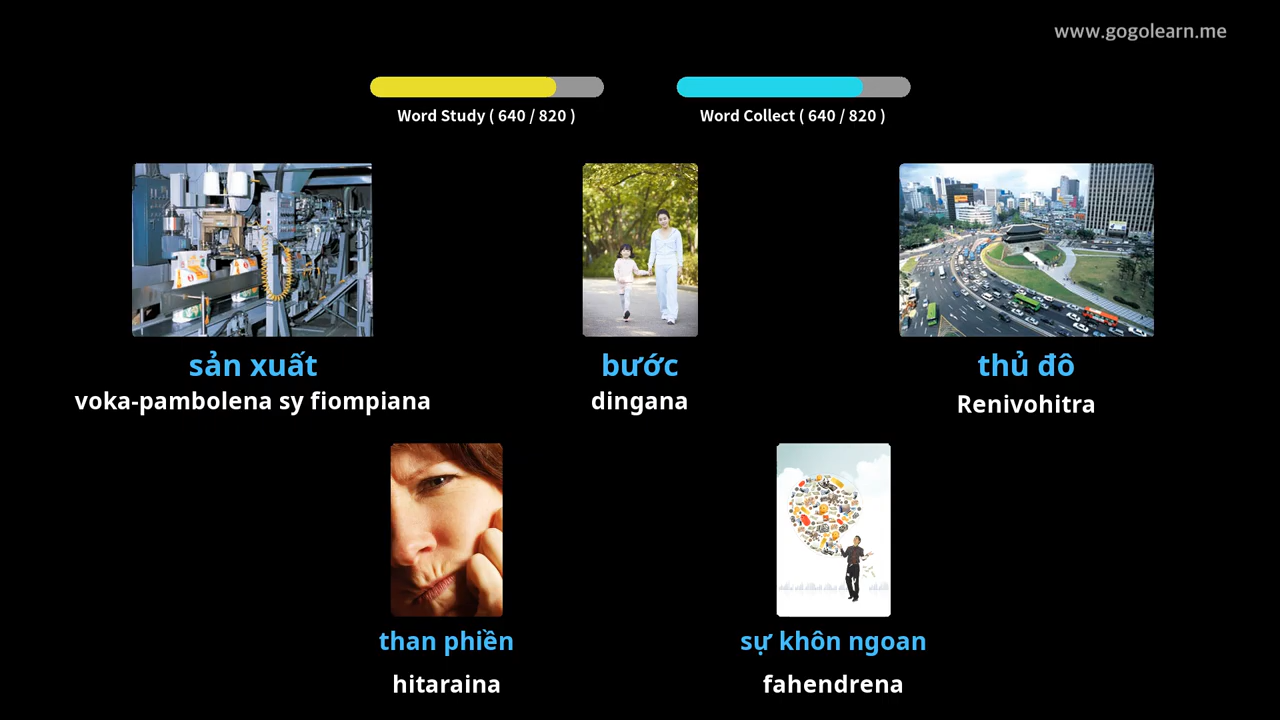 www.gogolearn.me
Word Study ( 640 / 820 )
Word Collect ( 640 / 820 )
sản xuất
voka-pambolena sy fiompiana
bước
dingana
thủ đô
Renivohitra
than phiền
hitaraina
sự khôn ngoan
fahendrena